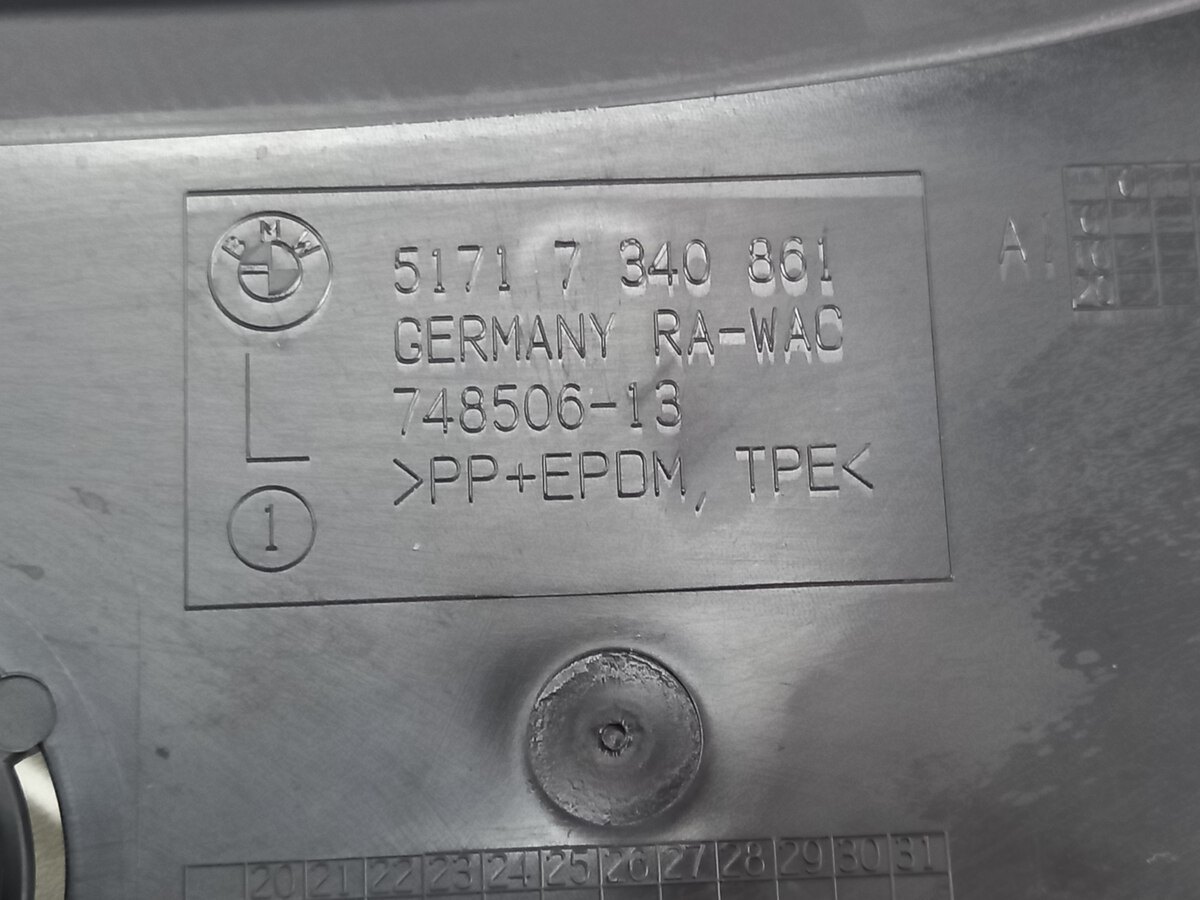 BMW
5171 7 340 861
GERMANY RA-WAC
748506-13
>PP+EPDM, TPE<
L
1
20 21 22 23 24 25 26 27 28 29 30 31